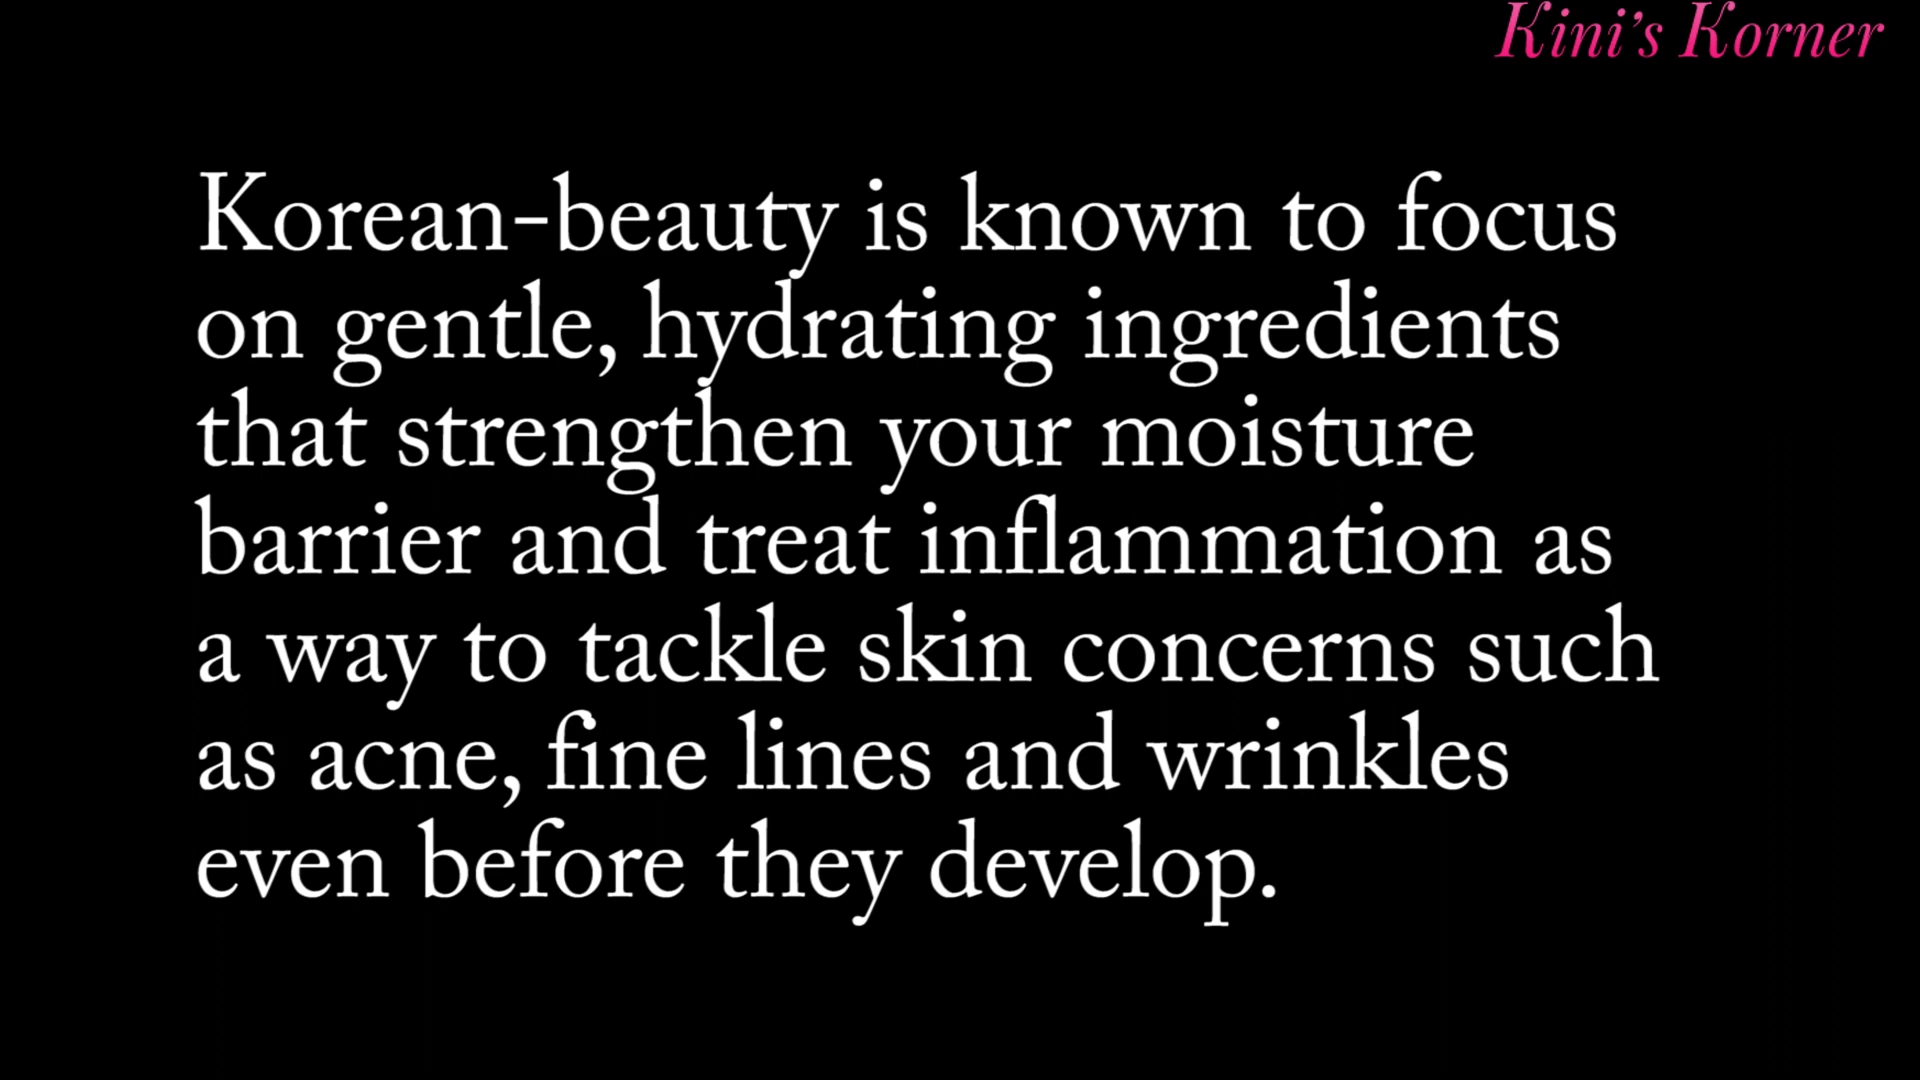 Kini's Korner
Korean-beauty is known to focus
on gentle, hydrating ingredients
that strengthen your moisture
barrier and treat inflammation as
a way to tackle skin concerns such
as acne, fine lines and wrinkles
even before they develop.